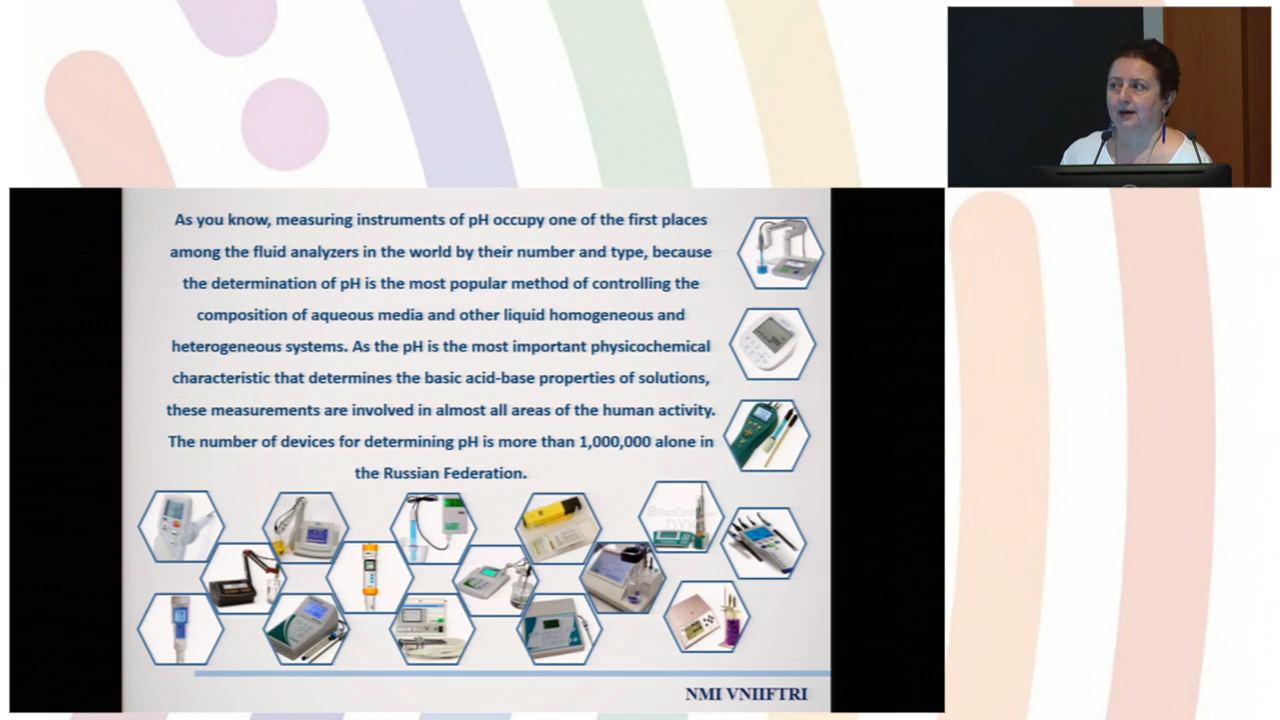 As you know, measuring instruments of pH occupy one of the first places
among the fluid analyzers in the world by their number and type, because
the determination of pH is the most popular method of controlling the
composition of aqueous media and other liquid homogeneous and
heterogeneous systems. As the pH is the most important physicochemical
characteristic that determines the basic acid-base properties of solutions,
these measurements are involved in almost all areas of the human activity.
The number of devices for determining pH is more than 1,000,000 alone in
the Russian Federation.
NMI VNIIFTRI